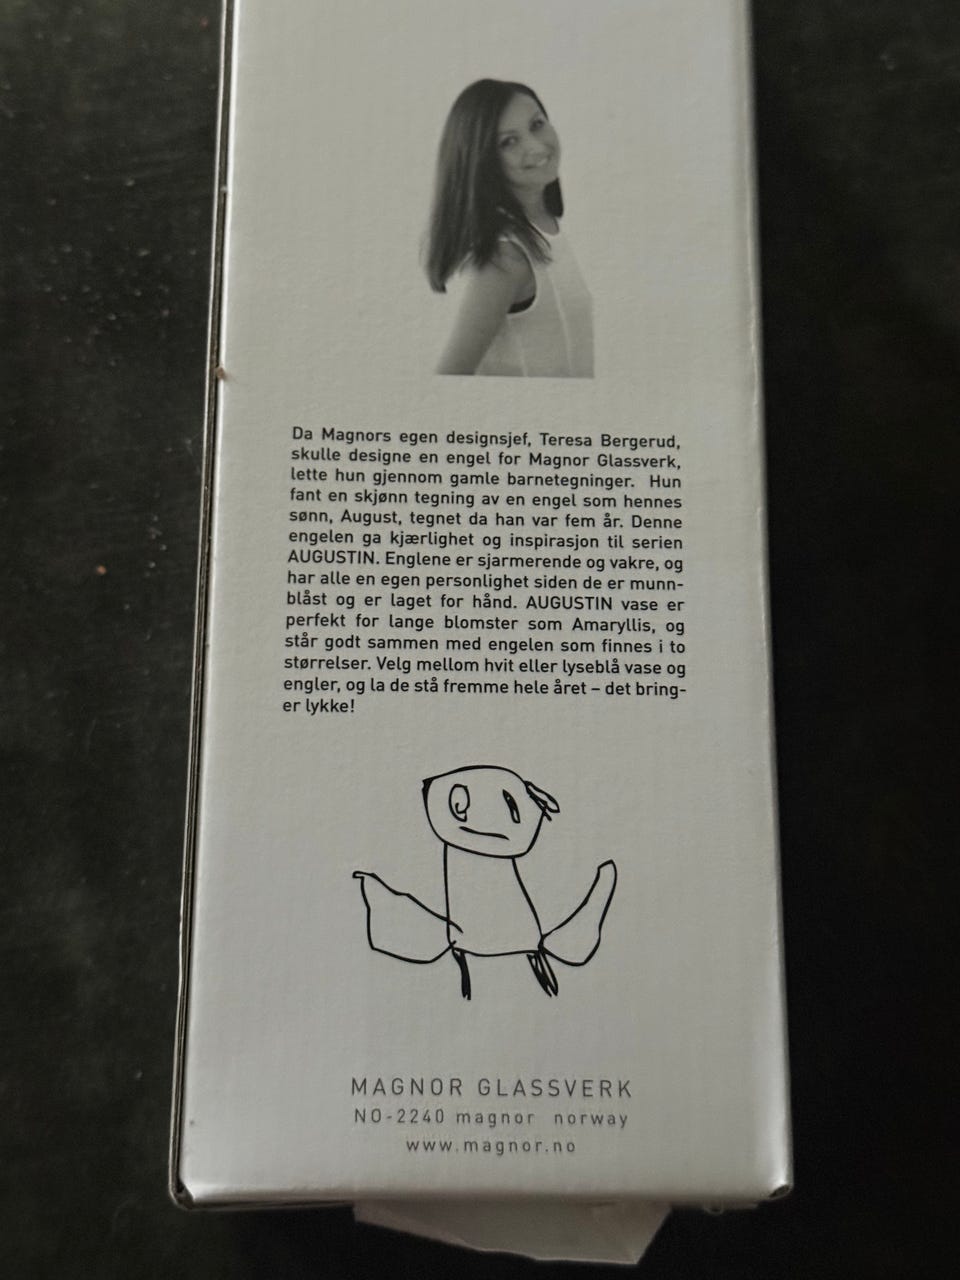 Da Magnors egen designsjef, Teresa Bergerud,
skulle designe en engel for Magnor Glassverk,
lette hun gjennom gamle barnetegninger. Hun
fant en skjønn tegning av en engel som hennes
sønn, August, tegnet da han var fem år. Denne
engelen ga kjærlighet og inspirasjon til serien
AUGUSTIN. Englene er sjarmerende og vakre, og
har alle en egen personlighet siden de er munn-
blåst og er laget for hånd. AUGUSTIN vase er
perfekt for lange blomster som Amaryllis, og
står godt sammen med engelen som finnes i to
størrelser. Velg mellom hvit eller lyseblå vase og
engler, og la de stå fremme hele året – det bring-
er lykke!
MAGNOR GLASSVERK
NO-2240 magnor norway
www.magnor.no